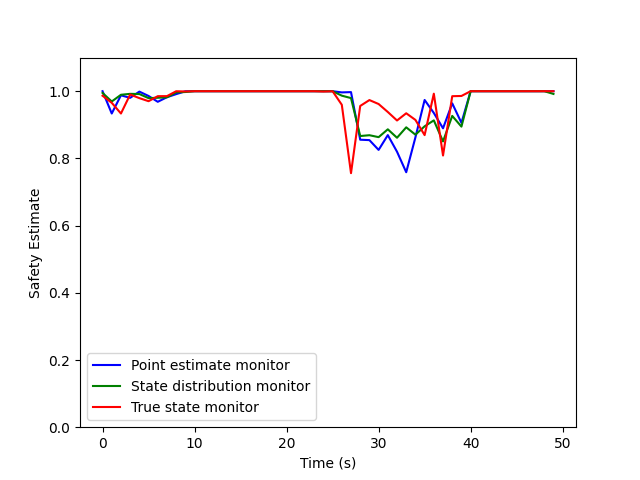 1.0
0.8
0.6
0.4
0.2
0.0
Safety Estimate
Point estimate monitor
State distribution monitor
True state monitor
0 10 20 30 40 50
Time (s)